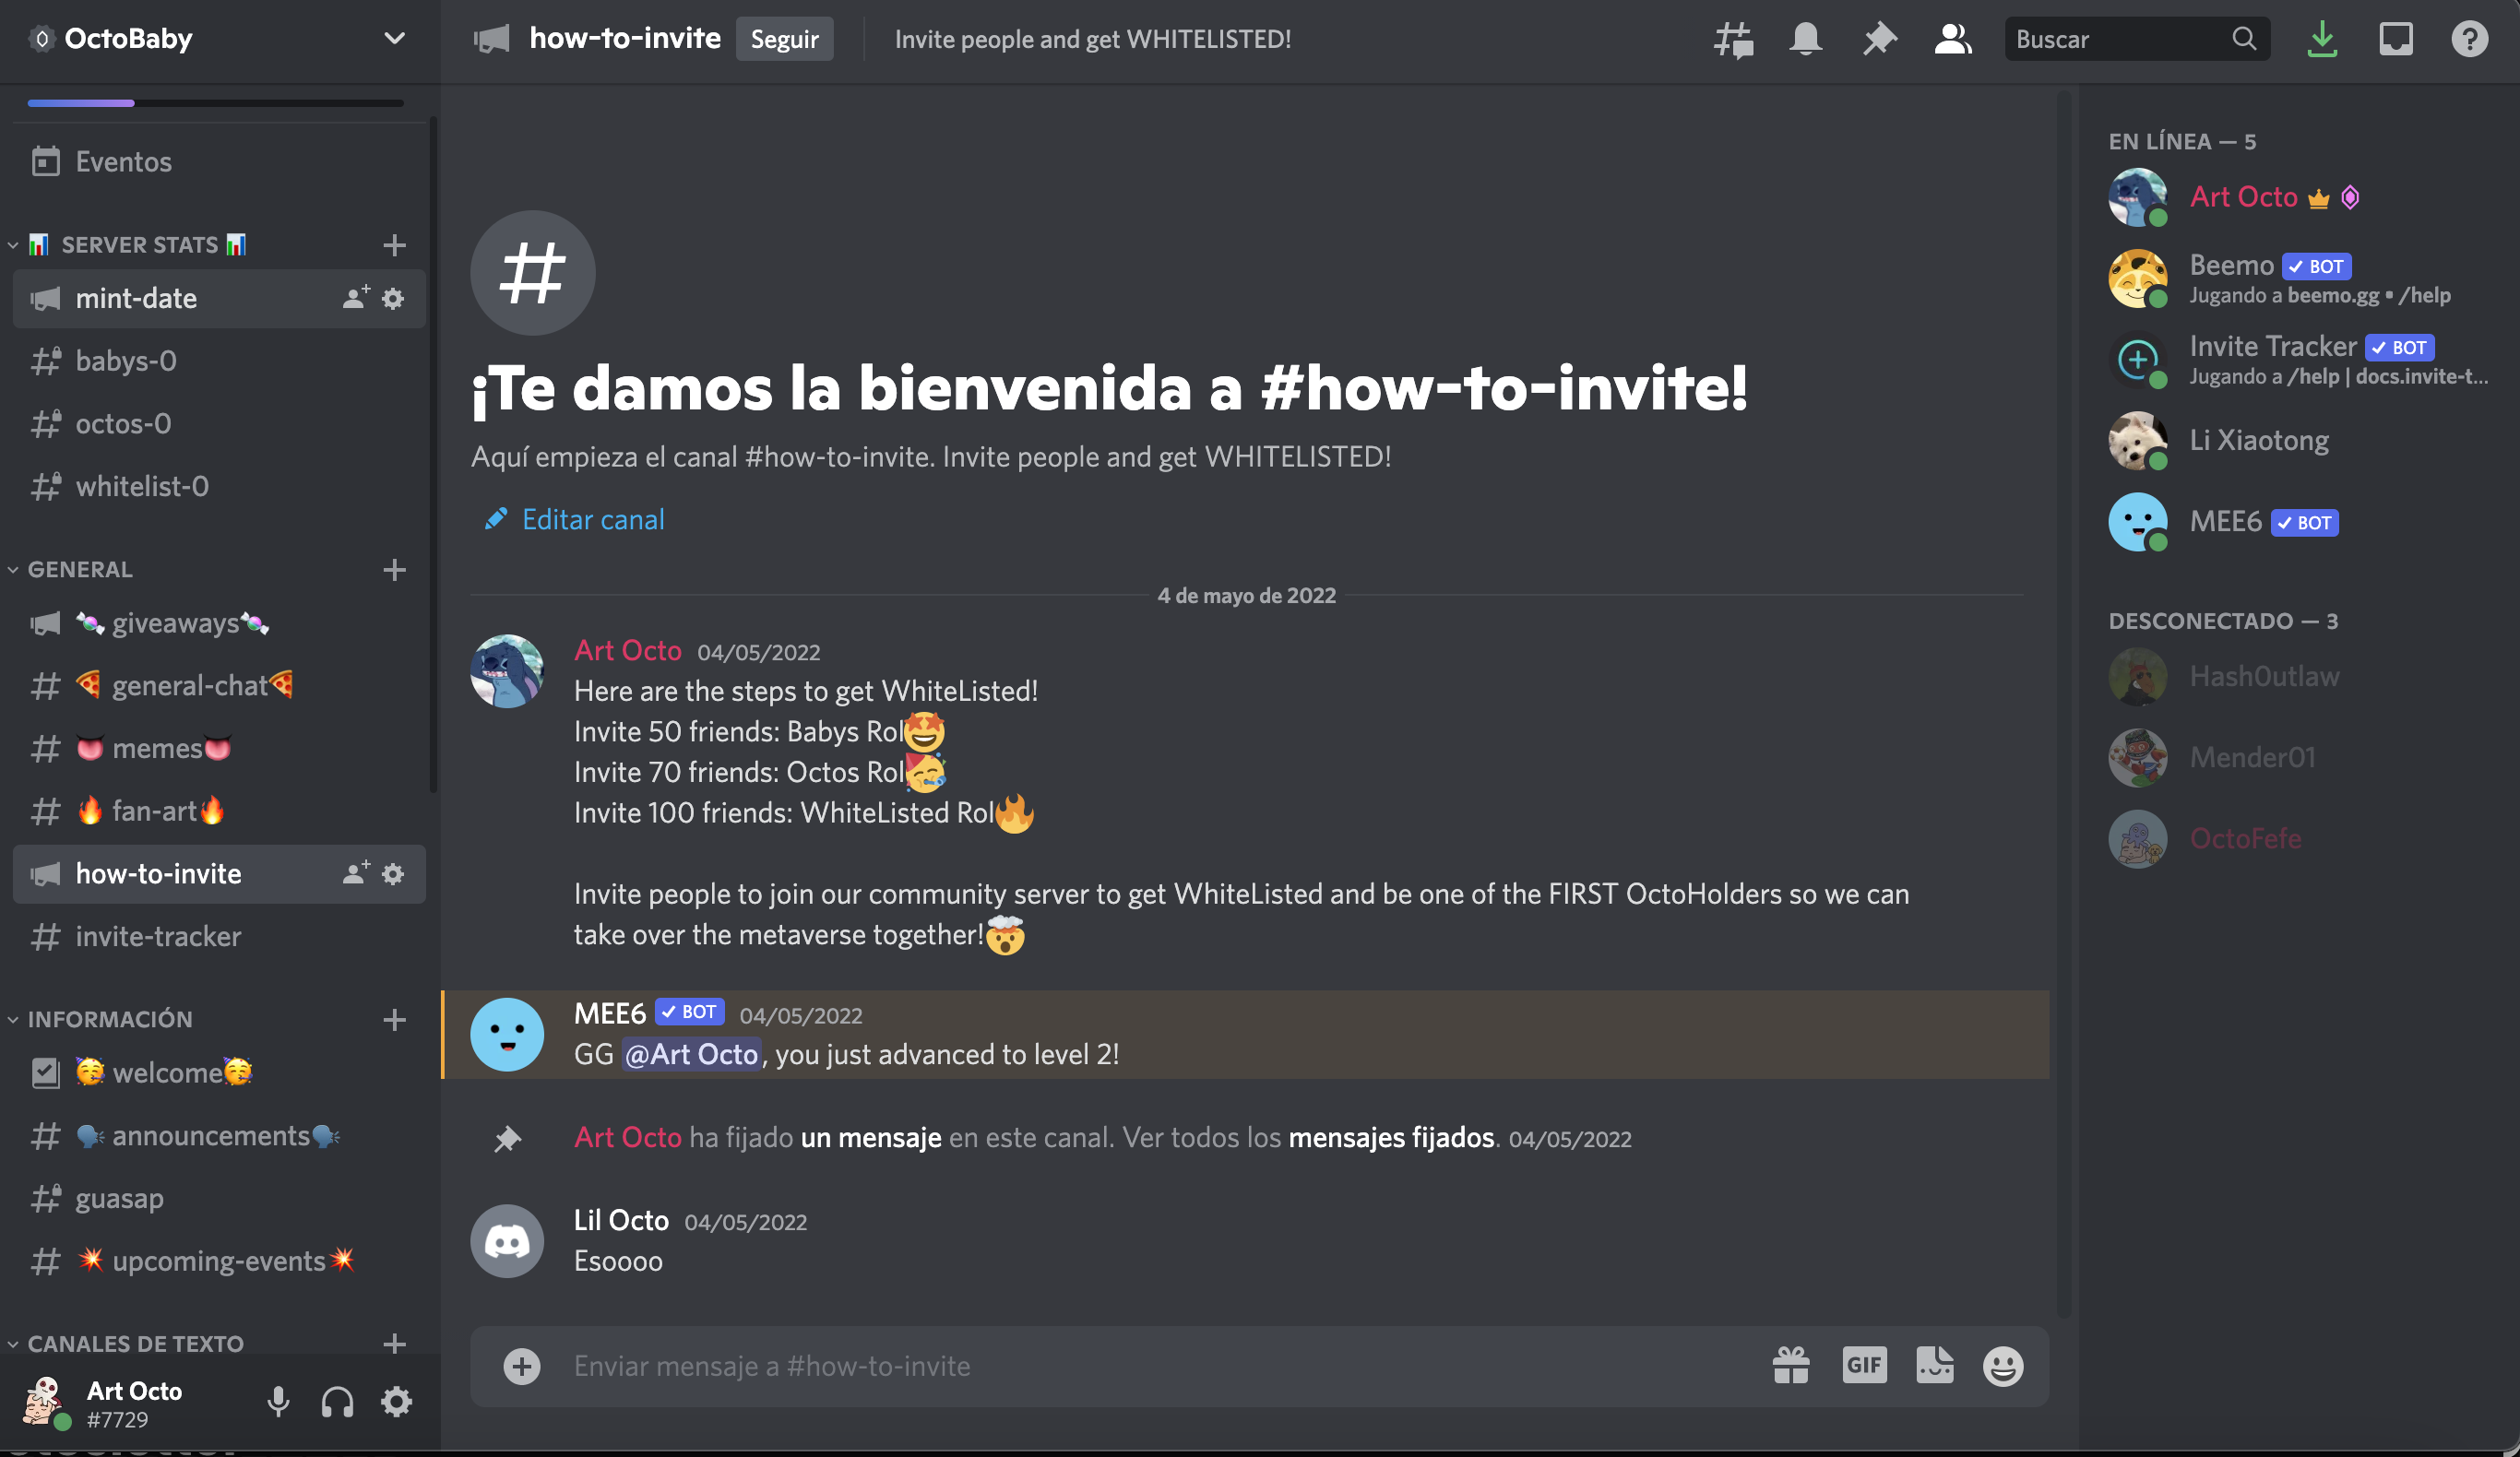 OctoBaby
Eventos
SERVER STATS
mint-date
babys-0
octos-0
whitelist-0
GENERAL
giveaways
general-chat
memes
fan-art
how-to-invite
invite-tracker
INFORMACIÓN
welcome
announcements
guasap
upcoming-events
CANALES DE TEXTO
Art Octo
#7729
how-to-invite Seguir Invite people and get WHITELISTED!
Buscar
¡Te damos la bienvenida a #how-to-invite!
Aquí empieza el canal #how-to-invite. Invite people and get WHITELISTED!
Editar canal
4 de mayo de 2022
Art Octo 04/05/2022
Here are the steps to get WhiteListed!
Invite 50 friends: Babys Rol🤩
Invite 70 friends: Octos Rol🥳
Invite 100 friends: WhiteListed Rol🔥
Invite people to join our community server to get WhiteListed and be one of the FIRST OctoHolders so we can
take over the metaverse together!🤯
MEE6 BOT 04/05/2022
GG @Art Octo, you just advanced to level 2!
Art Octo ha fijado un mensaje en este canal. Ver todos los mensajes fijados. 04/05/2022
Lil Octo 04/05/2022
Esoooo
Enviar mensaje a #how-to-invite
GIF
EN LÍNEA — 5
Art Octo
Beemo BOT
Jugando a beemo.gg • /help
Invite Tracker BOT
Jugando a /help | docs.invite-t...
Li Xiaotong
MEE6 BOT
DESCONECTADO — 3
Hash0utlaw
Mender01
OctoFefe